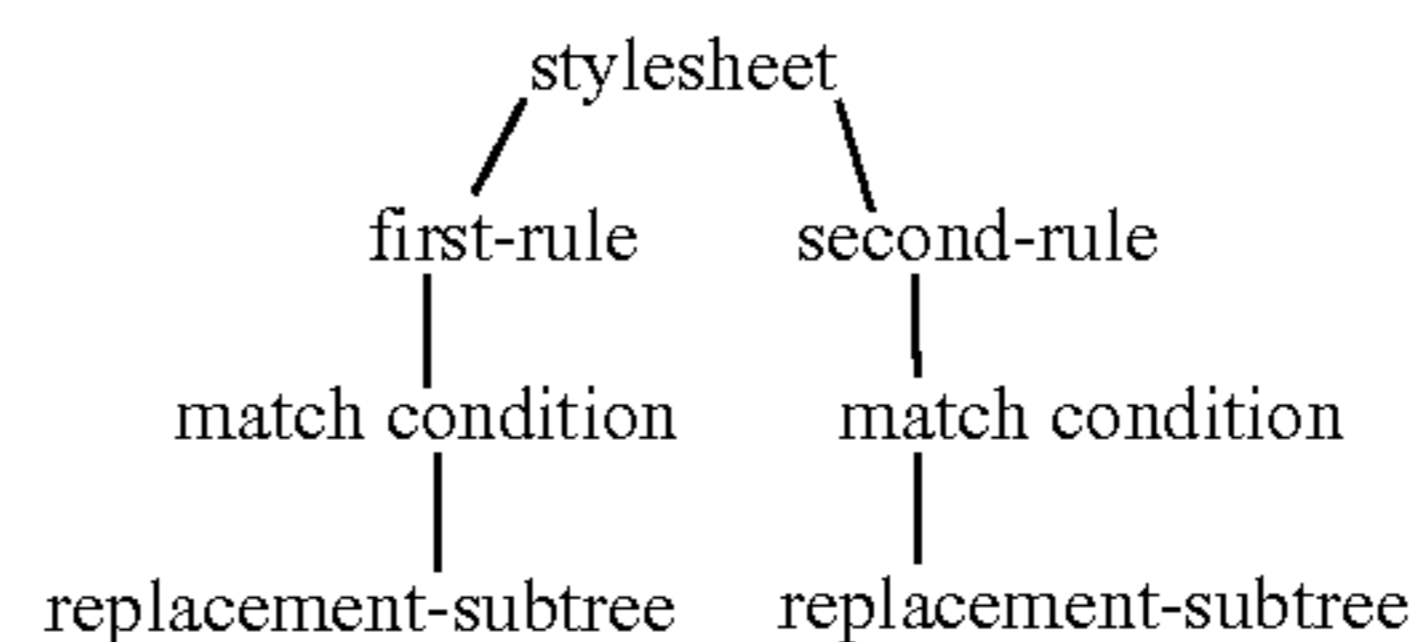 stylesheet
first-rule second-rule
match condition match condition
replacement-subtree replacement-subtree